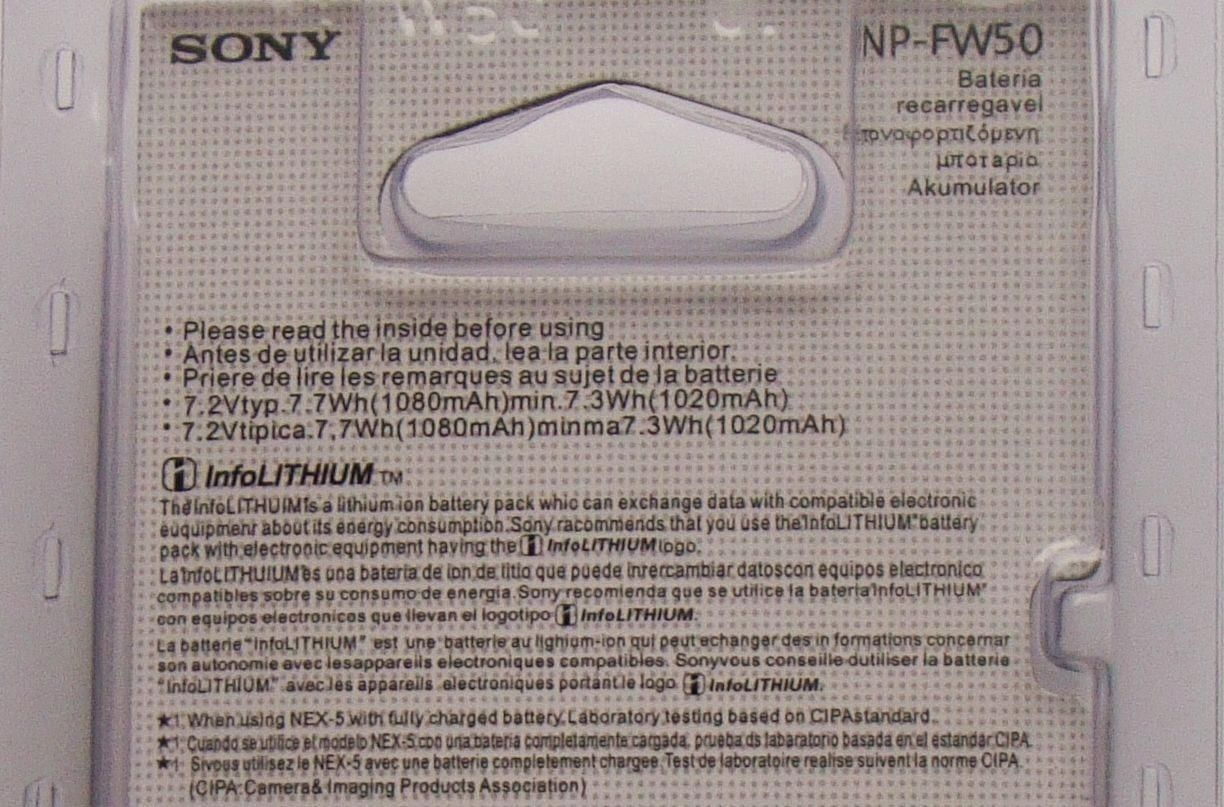 SONY
NP-FW50
Bateria
recarregavel
μποταρια
Akumulator
• Please read the inside before using
• Antes de utilizar la unidad. lea la parte interior.
• Priere de lire les remarques au sujet de la batterie
• 7.2Vtyp.7.7Wh(1080mAh)min.7.3Wh(1020mAh)
• 7.2Vtipica.7,7Wh(1080mAh)minma7.3Wh(1020mAh)
i InfoLITHIUM TM
The"InfoLITHUIM"is a lithium ion battery pack whic can exchange data with compatible electronic
euquipmenr about its energy consumption.Sony racommends that you use the"InfoLITHIUM"battery
pack with electronic equipment having the i InfoLITHIUM logo.
La"InfoLITHUIUM"es una bateria de ion de litio que puede inrercambiar datoscon equipos electronico
compatibles sobre su consumo de energia.Sony recomienda que se utilice la bateria"InfoLITHIUM"
con equipos electronicos que llevan el logotipo i InfoLITHIUM.
La batterie"InfoLITHIUM" est une batterie au lighium-ion qui peut echanger des in formations concernar
son autonomie avec lesappareils electroniques compatibles. Sonyvous conseille dutiliser la batterie
"InfoLITHIUM" avec les appareils electroniques portant le logo i InfoLITHIUM.
★1 When using NEX-5 with fully charged battery.Laboratory testing based on CIPAstandard.
★1 Cuando se utilice el modelo NEX-5.con una bateria completamente cargada, prueba ds labaratorio basada en el estandar CIPA.
★1 Sivous utilisez le NEX-5 avec une batterie completement chargee.Test de laboratoire realise suivent la norme CIPA.
(CIPA:Camera& Imaging Products Association)